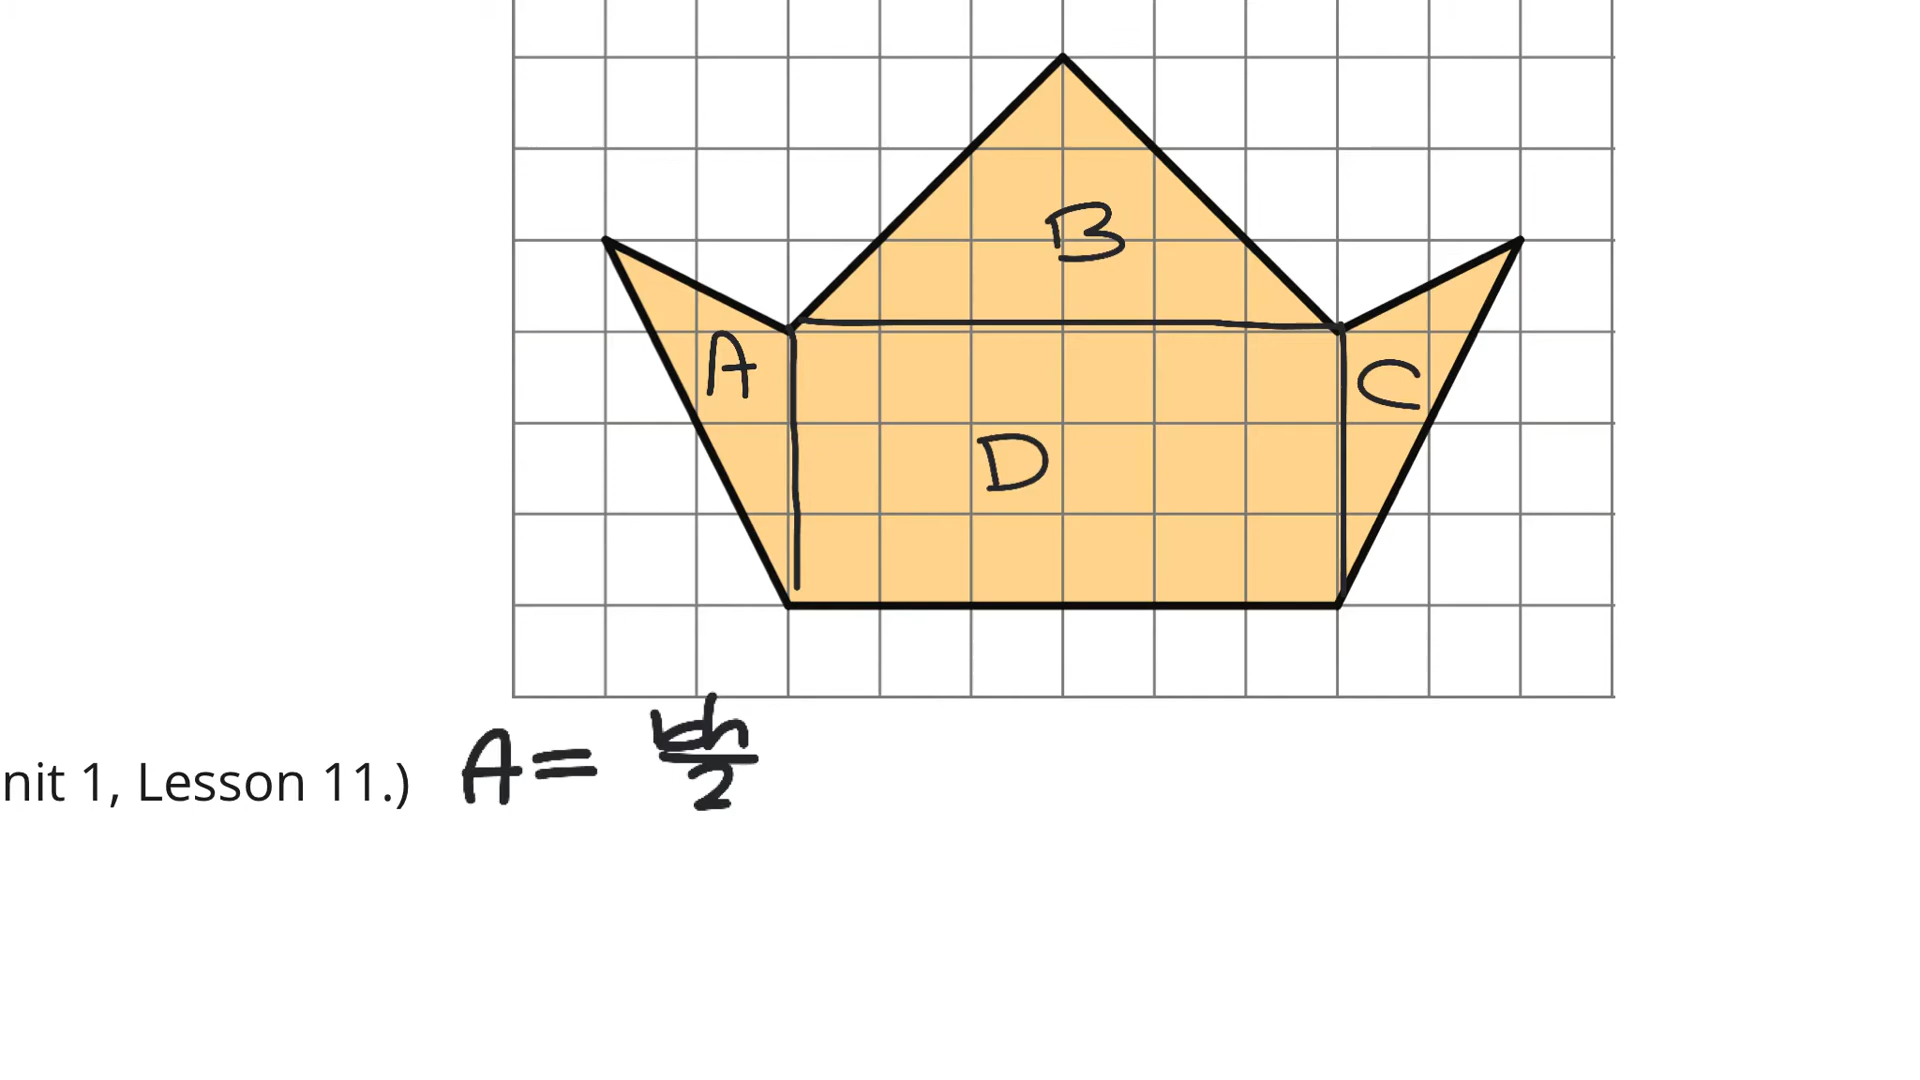 B
A
C
D
nit 1, Lesson 11.) A = bh/2